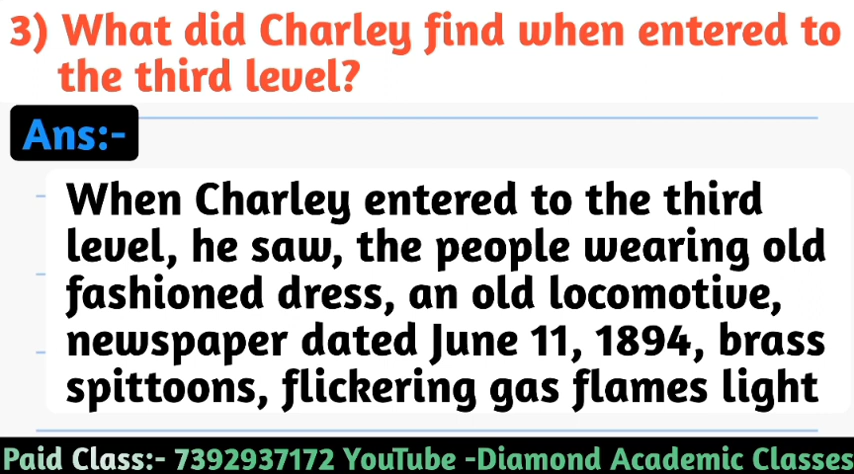 3) What did Charley find when entered to
the third level?
Ans:-
When Charley entered to the third
level, he saw, the people wearing old
fashioned dress, an old locomotive,
newspaper dated June 11, 1894, brass
spittoons, flickering gas flames light
Paid Class:- 7392937172 YouTube -Diamond Academic Classes